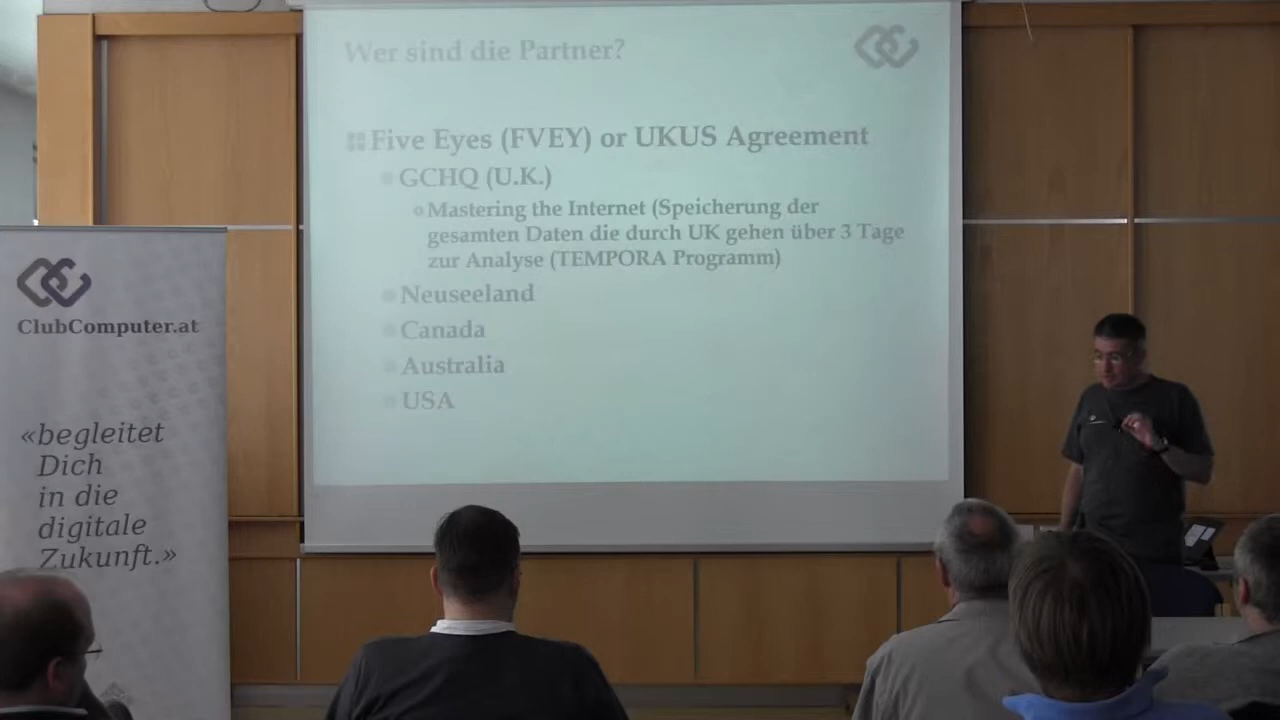 Wer sind die Partner?
Five Eyes (FVEY) or UKUS Agreement
GCHQ (U.K.)
Mastering the Internet (Speicherung der
gesamten Daten die durch UK gehen über 3 Tage
zur Analyse (TEMPORA Programm)
Neuseeland
Canada
Australia
USA
ClubComputer.at
«begleitet
Dich
in die
digitale
Zukunft.»